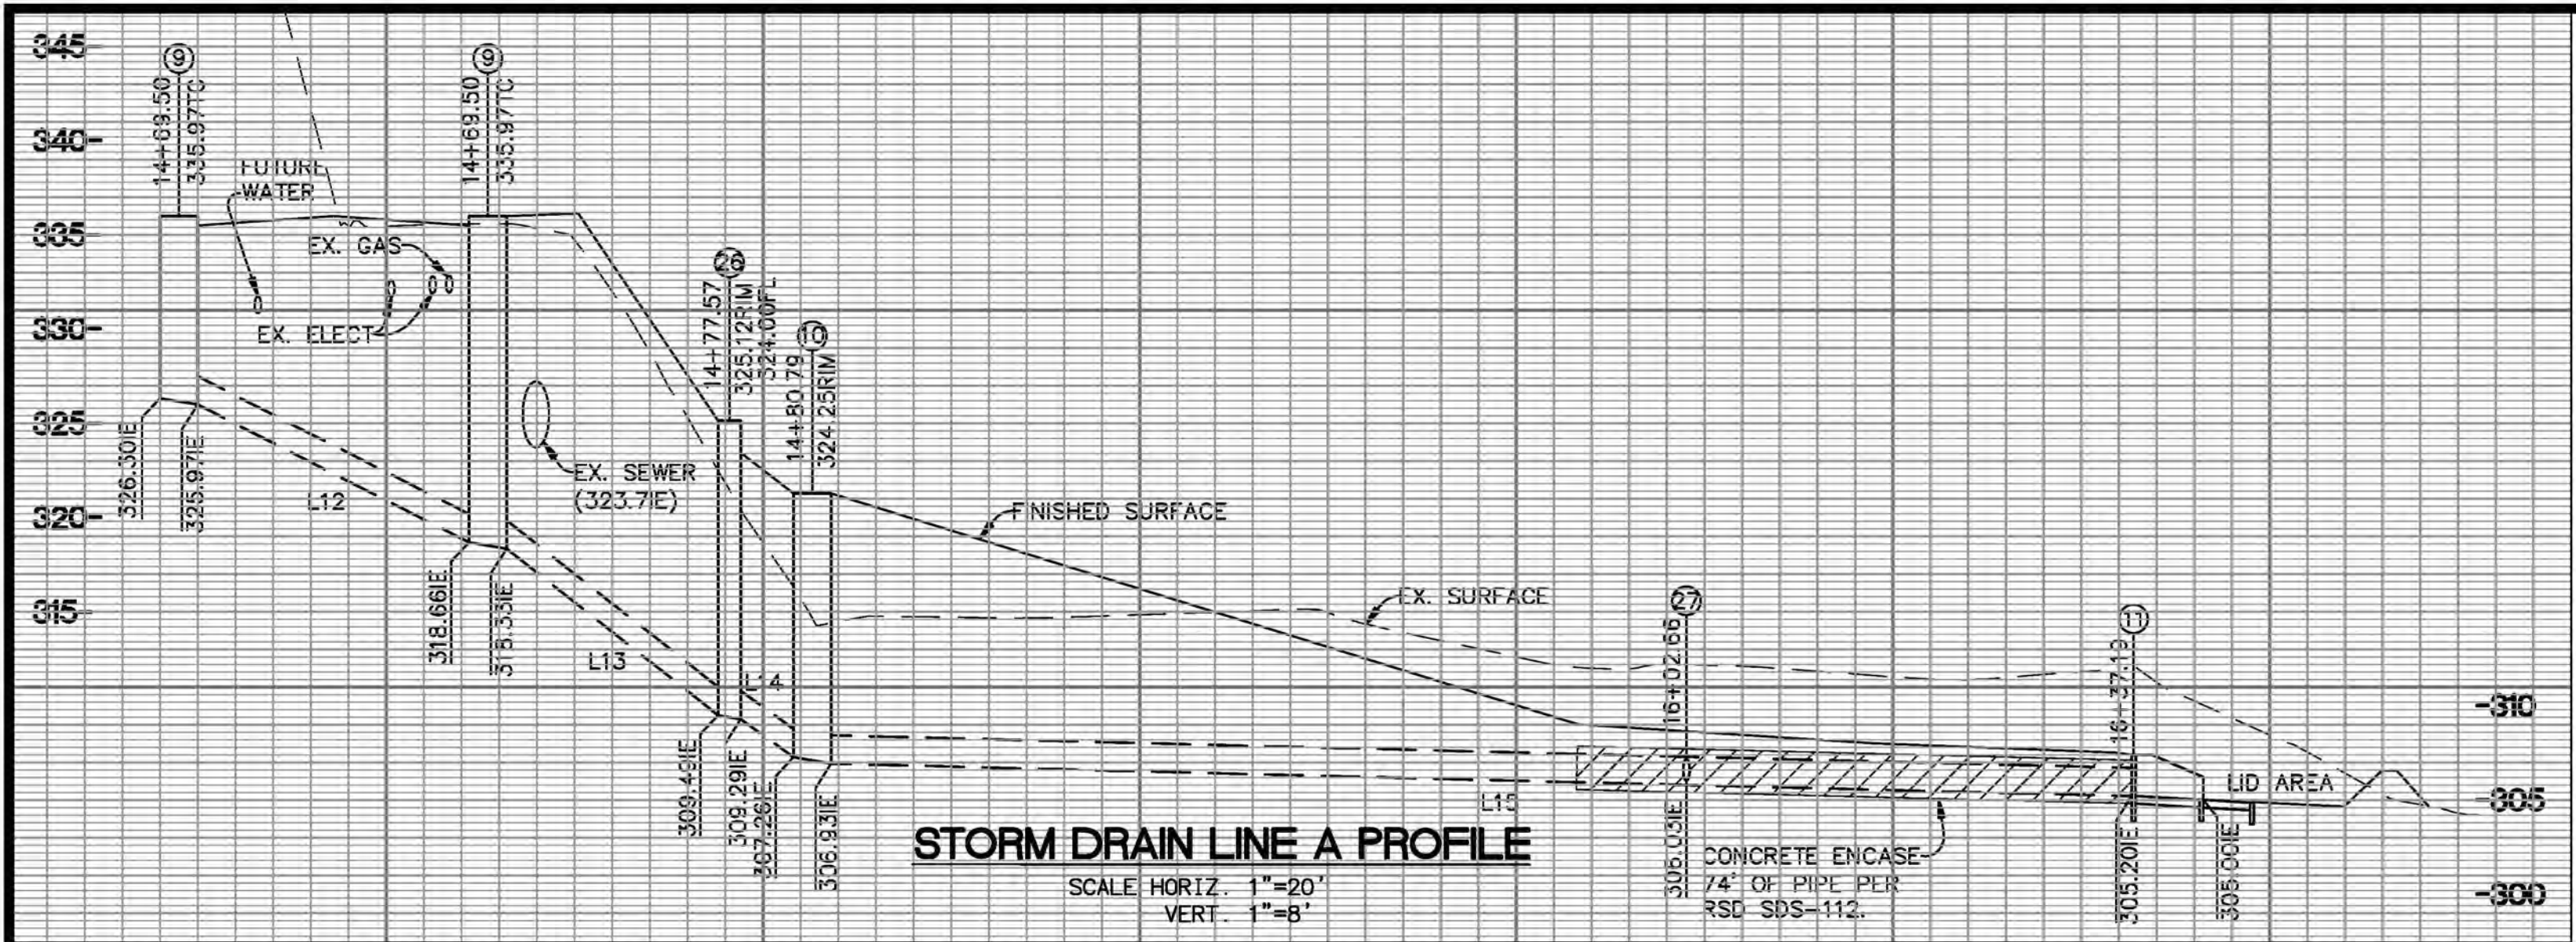 345-
340-
335-
330-
325-
320-
315-
-310
-305
-300
9
14+69.50
335.97TC
9
14+69.50
335.97TC
FUTURE
WATER
EX. GAS
EX. ELECT
26
14+77.57
325.12RIM
324.00FL
10
14+80.79
324.25RIM
326.30IE
325.97IE
L12
318.66IE
318.33IE
EX. SEWER
(323.7IE)
L13
L14
309.49IE
309.29IE
307.26IE
306.93IE
FINISHED SURFACE
EX. SURFACE
27
16+02.66
306.03IE
L15
11
16+37.19
305.20IE
305.00IE
LID AREA
CONCRETE ENCASE
74' OF PIPE PER
RSD SDS-112.
STORM DRAIN LINE A PROFILE
SCALE HORIZ. 1"=20'
VERT. 1"=8'